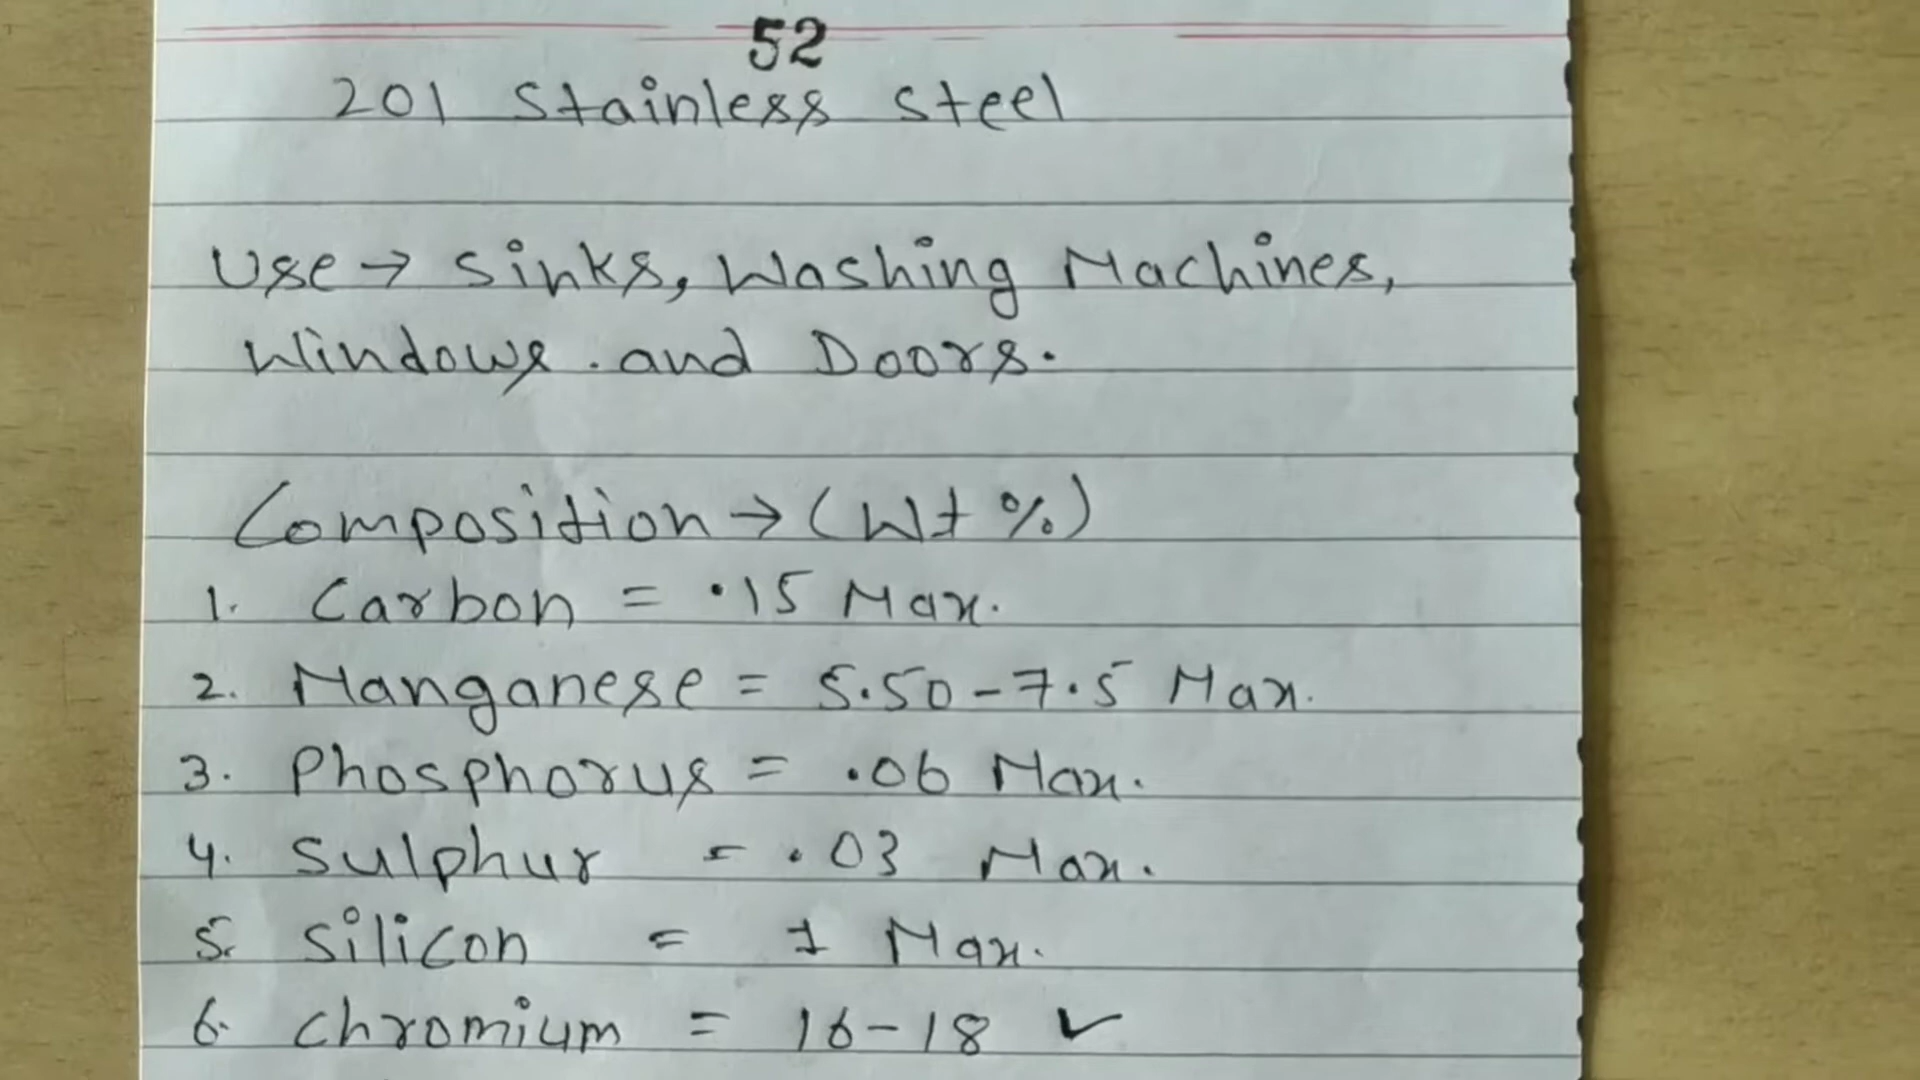 52
201 Stainless Steel
Use → Sinks, Washing Machines,
Windows. and Doors.
Composition → (Wt %)
1. Carbon = .15 Max.
2. Manganese = 5.50-7.5 Max.
3. Phosphorus = .06 Max.
4. Sulphur = .03 Max.
5. Silicon = 1 Max.
6. Chromium = 16-18 ✓